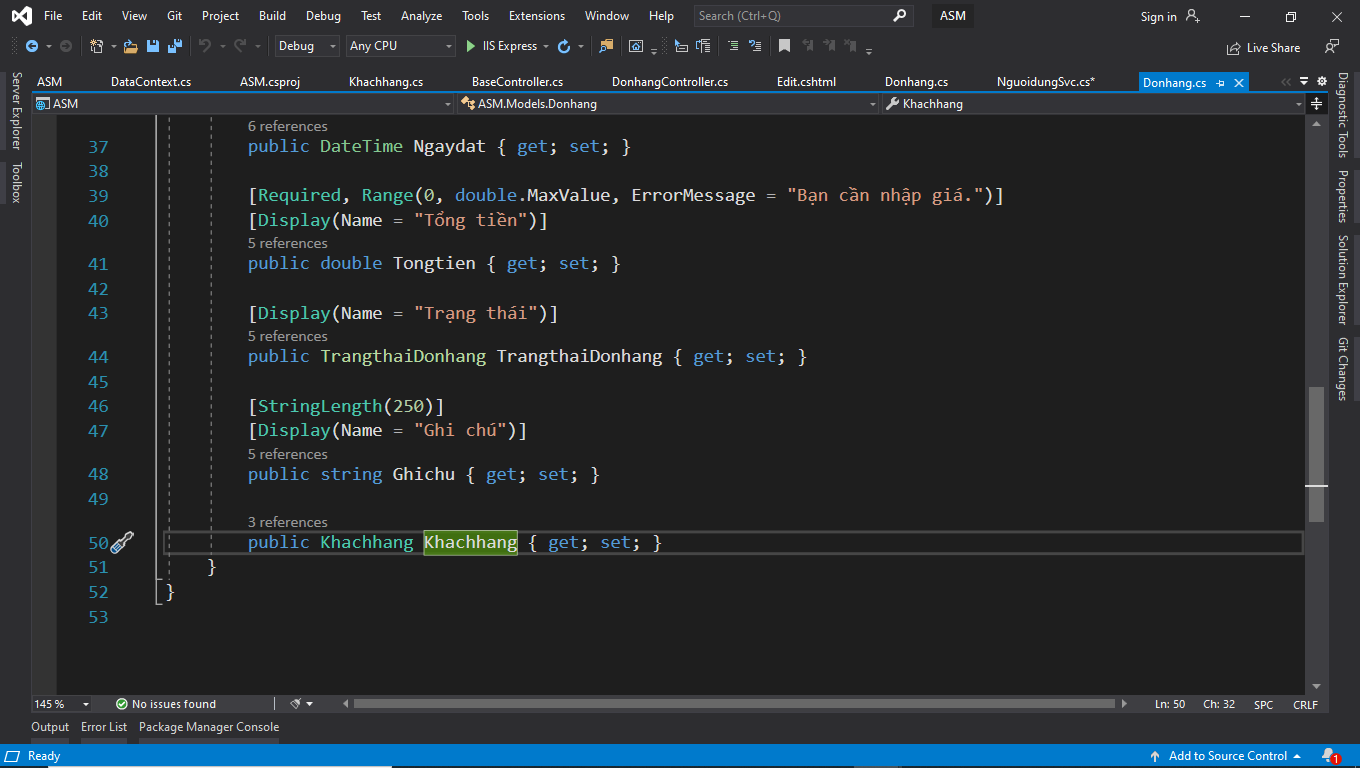 File Edit View Git Project Build Debug Test Analyze Tools Extensions Window Help Search (Ctrl+Q) ASM Sign in
Debug Any CPU IIS Express Live Share
ASM DataContext.cs ASM.csproj Khachhang.cs BaseController.cs DonhangController.cs Edit.cshtml Donhang.cs NguoidungSvc.cs* Donhang.cs
ASM ASM.Models.Donhang Khachhang
Server Explorer
Toolbox
6 references
37 public DateTime Ngaydat { get; set; }
38
39 [Required, Range(0, double.MaxValue, ErrorMessage = "Bạn cần nhập giá.")]
40 [Display(Name = "Tổng tiền")]
5 references
41 public double Tongtien { get; set; }
42
43 [Display(Name = "Trạng thái")]
5 references
44 public TrangthaiDonhang TrangthaiDonhang { get; set; }
45
46 [StringLength(250)]
47 [Display(Name = "Ghi chú")]
5 references
48 public string Ghichu { get; set; }
49
3 references
50 public Khachhang Khachhang { get; set; }
51 }
52 }
53
Diagnostic Tools
Properties
Solution Explorer
Git Changes
145 % No issues found Ln: 50 Ch: 32 SPC CRLF
Output Error List Package Manager Console
Ready Add to Source Control 1